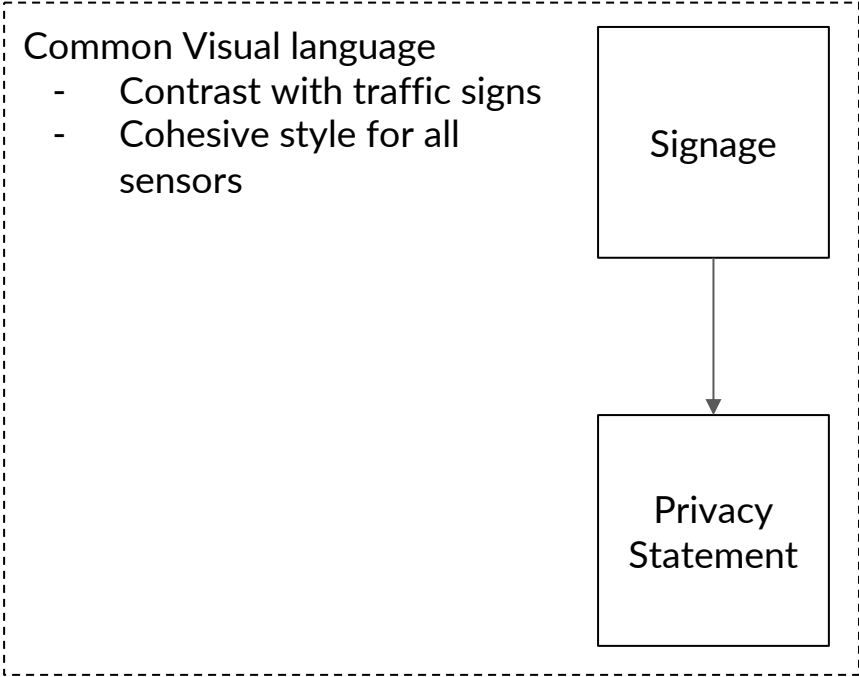 Common Visual language
- Contrast with traffic signs
- Cohesive style for all
sensors
Signage
Privacy
Statement